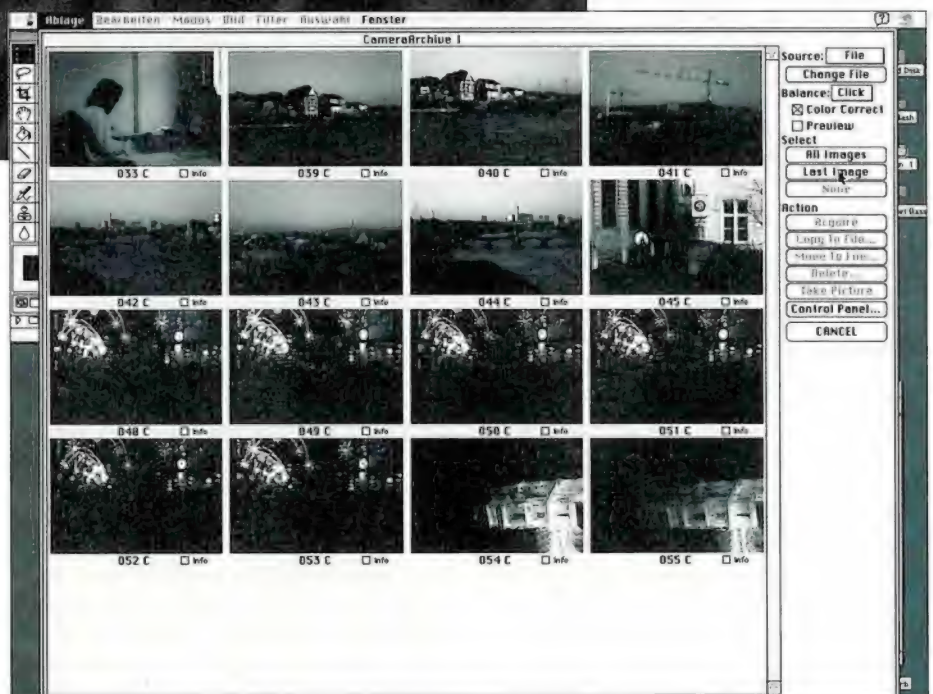 Ablage Bearbeiten Modus Bild Filter Auswahl Fenster
CameraArchive 1
Source: File
Change File
Balance: Click
Color Correct
Preview
Select
All Images
Last Image
None
Action
Acquire
Copy To File...
Move To File...
Delete...
Take Picture
Control Panel...
CANCEL
033 C Info
039 C Info
040 C Info
041 C Info
042 C Info
043 C Info
044 C Info
045 C Info
048 C Info
049 C Info
050 C Info
051 C Info
052 C Info
053 C Info
054 C Info
055 C Info